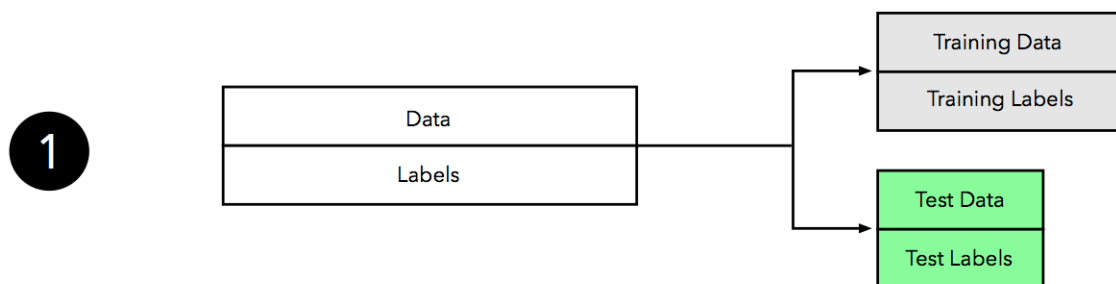 1
Data
Labels
Training Data
Training Labels
Test Data
Test Labels